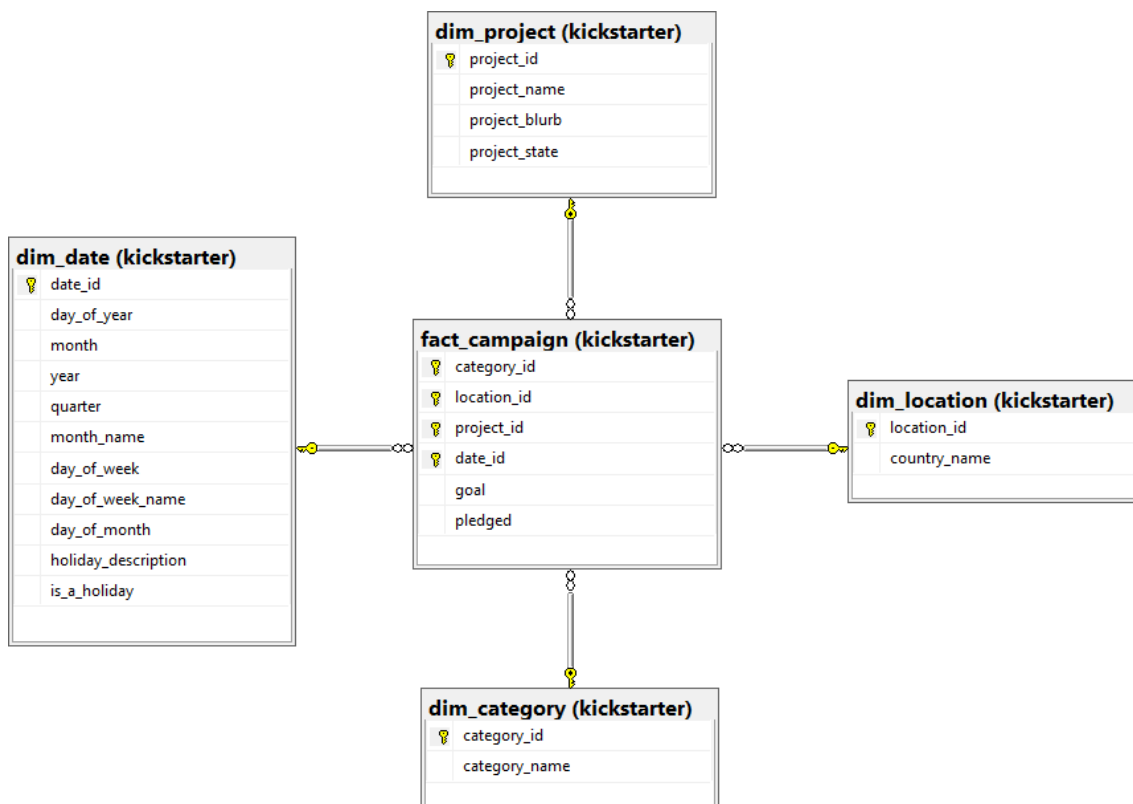 dim_project (kickstarter)
project_id
project_name
project_blurb
project_state
dim_date (kickstarter)
date_id
day_of_year
month
year
quarter
month_name
day_of_week
day_of_week_name
day_of_month
holiday_description
is_a_holiday
fact_campaign (kickstarter)
category_id
location_id
project_id
date_id
goal
pledged
dim_location (kickstarter)
location_id
country_name
dim_category (kickstarter)
category_id
category_name